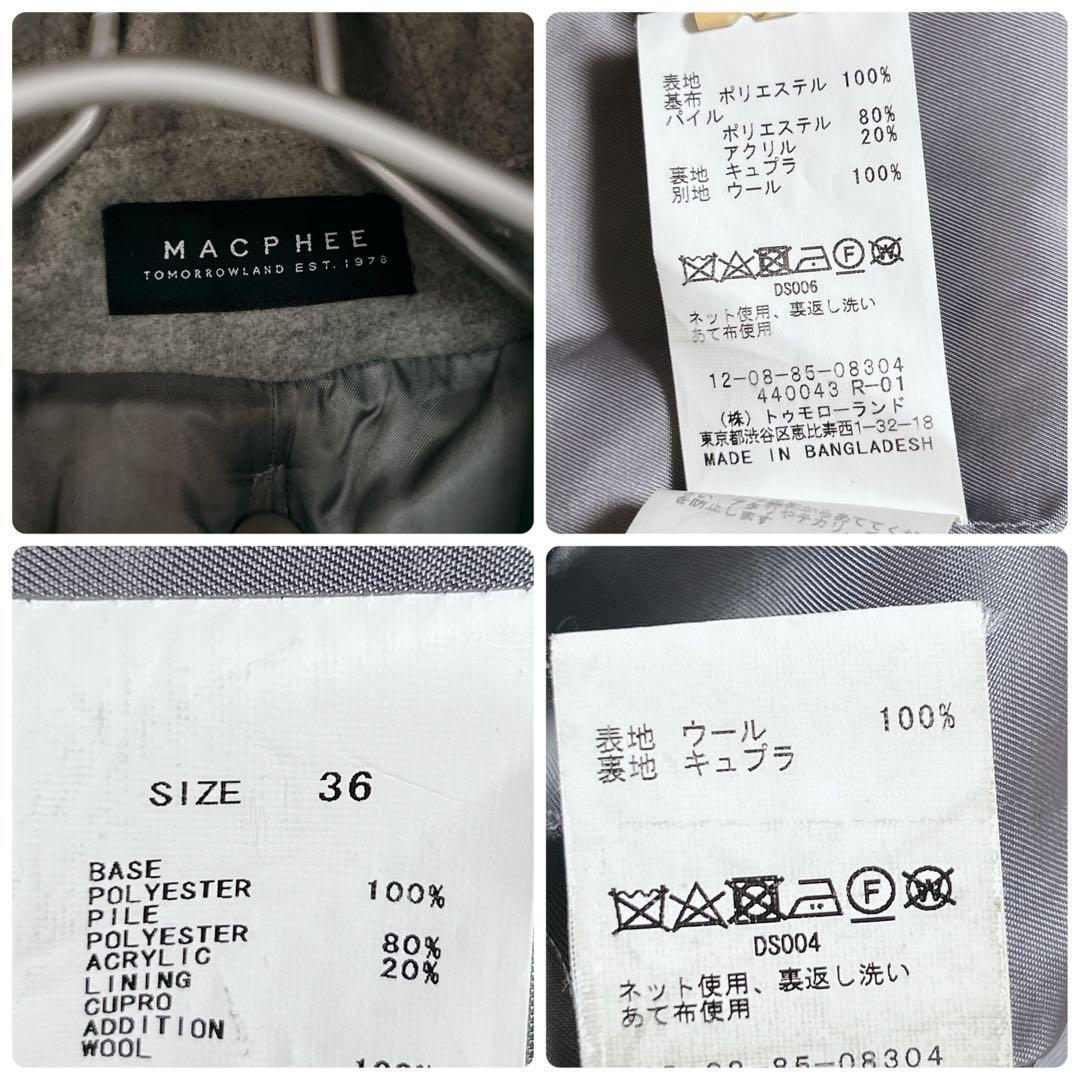 MACPHEE
TOMORROWLAND EST. 1978
表地
基布 ポリエステル 100%
パイル
ポリエステル 80%
アクリル 20%
裏地 キュプラ
別地 ウール 100%
DS006
ネット使用、裏返し洗い
あて布使用
12-08-85-08304
440043 R-01
(株) トゥモローランド
東京都渋谷区恵比寿西1-32-18
MADE IN BANGLADESH
SIZE 36
BASE
POLYESTER 100%
PILE
POLYESTER 80%
ACRYLIC 20%
LINING
CUPRO
ADDITION
WOOL 100%
表地 ウール 100%
裏地 キュプラ
DS004
ネット使用、裏返し洗い
あて布使用
12-08-85-08304